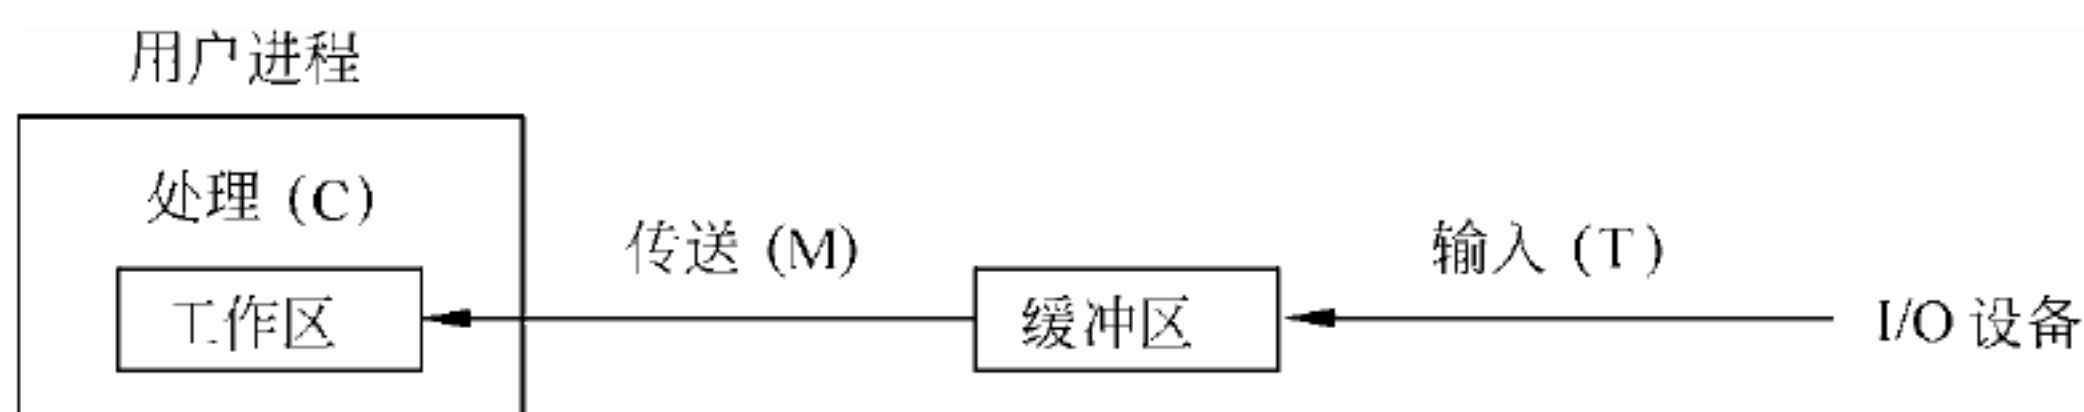 用户进程
处理 (C)
传送 (M)
输入 (T)
工作区
缓冲区
I/O 设备